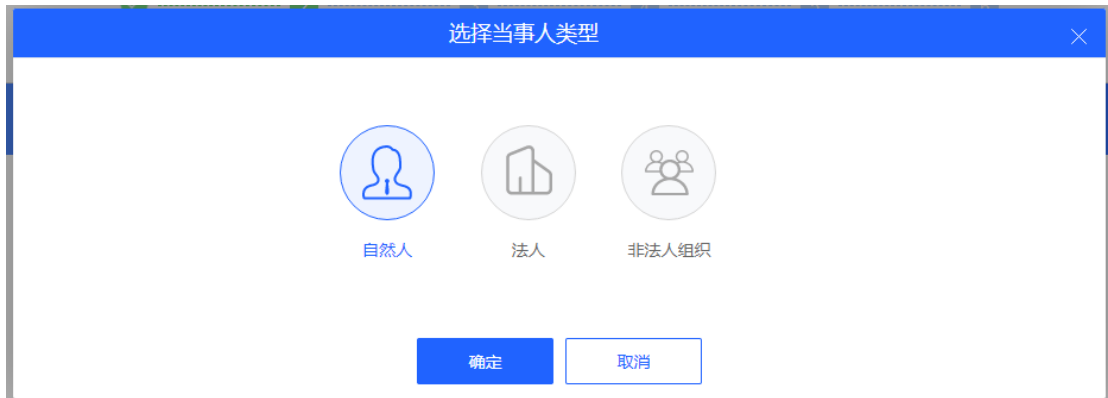 选择当事人类型
自然人
法人
非法人组织
确定
取消